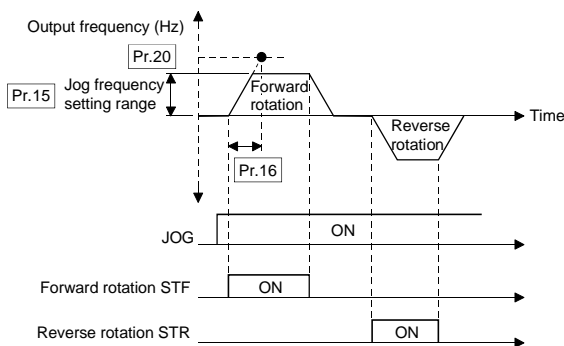 Output frequency (Hz)
Pr.20
Pr.15
Jog frequency
setting range
Forward
rotation
Time
Reverse
rotation
Pr.16
JOG
ON
Forward rotation STF
ON
Reverse rotation STR
ON